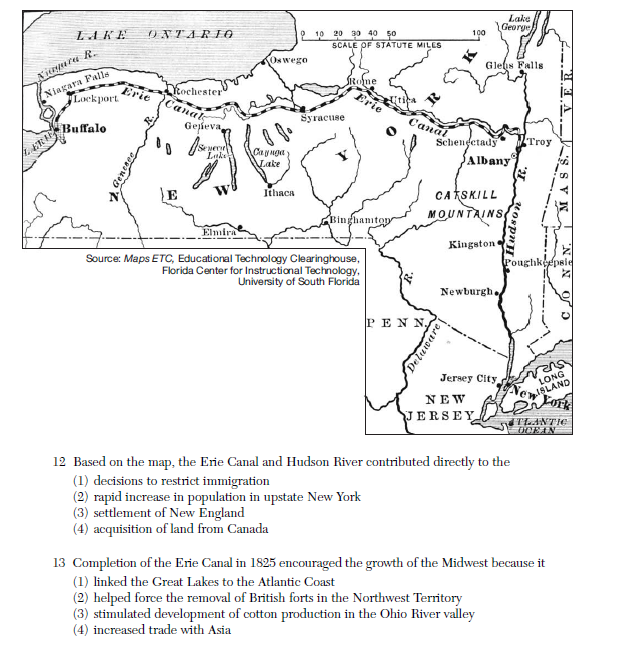 LAKE ONTARIO
0 10 20 30 40 50 100
SCALE OF STATUTE MILES
Lake
George
Niagara R.
Oswego
Glens Falls
Niagara Falls
Rome
Lockport
Erie
Canal
Rochester
Erie
Canal
Utica
Syracuse
Buffalo
LAKE
Geneva
Schenectady
Troy
Genesee
R.
Seneca
Lake
Cayuga
Lake
Albany
N E W Y O R K
Ithaca
CATSKILL
MOUNTAINS
Hudson R.
Binghamton
Elmira
Kingston
Poughkeepsie
VER.
MASS.
CONN.
Source: Maps ETC, Educational Technology Clearinghouse,
Florida Center for Instructional Technology,
University of South Florida
Newburgh
PENN.
Delaware
R.
Jersey City
LONG
ISLAND
New York
NEW
JERSEY
ATLANTIC
OCEAN
12 Based on the map, the Erie Canal and Hudson River contributed directly to the
(1) decisions to restrict immigration
(2) rapid increase in population in upstate New York
(3) settlement of New England
(4) acquisition of land from Canada
13 Completion of the Erie Canal in 1825 encouraged the growth of the Midwest because it
(1) linked the Great Lakes to the Atlantic Coast
(2) helped force the removal of British forts in the Northwest Territory
(3) stimulated development of cotton production in the Ohio River valley
(4) increased trade with Asia